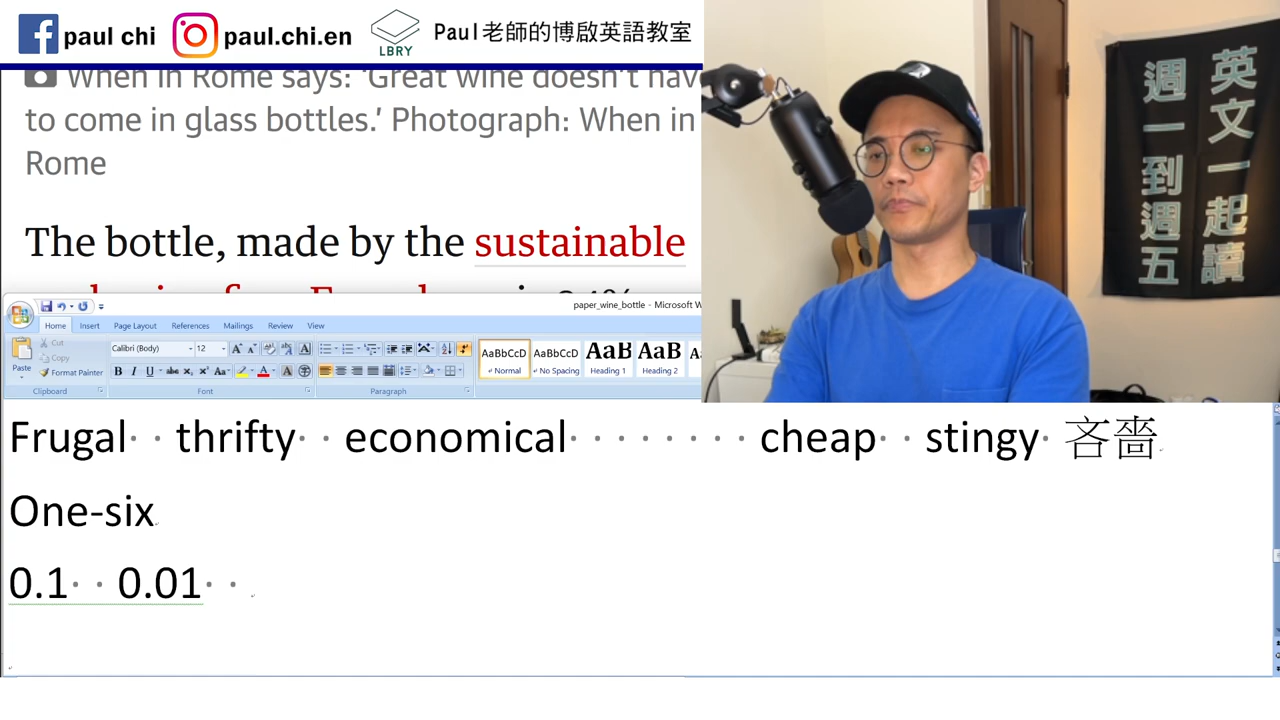 paul chi
paul.chi.en
LBRY
Paul老師的博啟英語教室
When in Rome says: 'Great wine doesn't hav
to come in glass bottles.' Photograph: When in
Rome
The bottle, made by the sustainable
paper_wine_bottle - Microsoft W
Home Insert Page Layout References Mailings Review View
Paste
Cut
Copy
Format Painter
Calibri (Body) 12
AaBbCcD AaBbCcD AaBb AaBb
Normal No Spacing Heading 1 Heading 2
Clipboard Font Paragraph
Frugal thrifty economical cheap stingy 吝嗇
One-six
0.1 0.01
英文一起讀
週一到週五